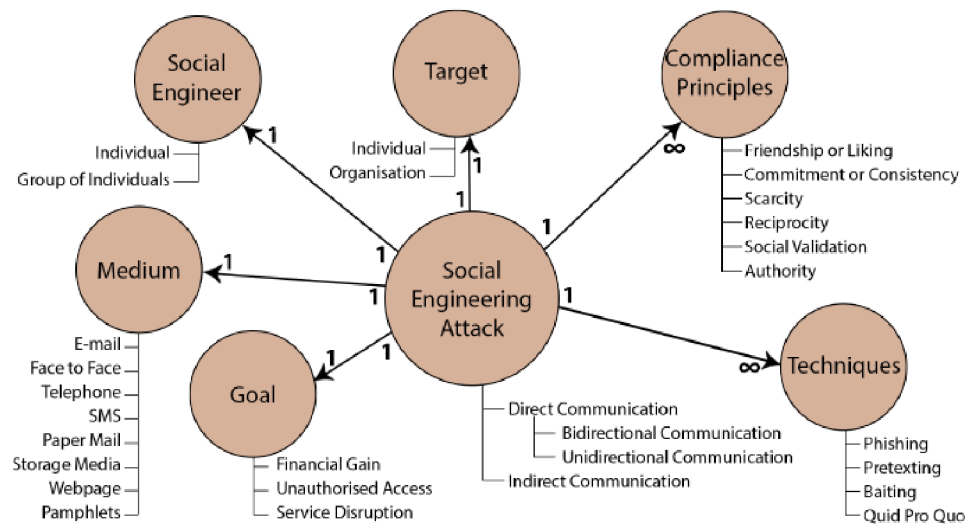 Social
Engineer
Individual
Group of Individuals
Target
Individual
Organisation
Compliance
Principles
Friendship or Liking
Commitment or Consistency
Scarcity
Reciprocity
Social Validation
Authority
1
1
1
1
1
∞
Medium
E-mail
Face to Face
Telephone
SMS
Paper Mail
Storage Media
Webpage
Pamphlets
1
1
Goal
Financial Gain
Unauthorised Access
Service Disruption
1
1
Social
Engineering
Attack
Direct Communication
Bidirectional Communication
Unidirectional Communication
Indirect Communication
1
∞
Techniques
Phishing
Pretexting
Baiting
Quid Pro Quo